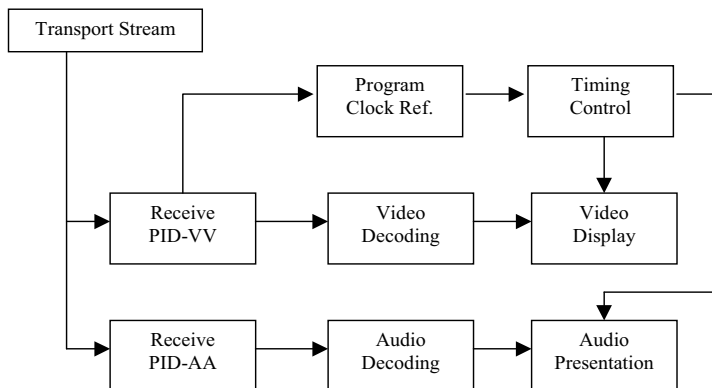 Transport Stream
Program
Clock Ref.
Timing
Control
Receive
PID-VV
Video
Decoding
Video
Display
Receive
PID-AA
Audio
Decoding
Audio
Presentation